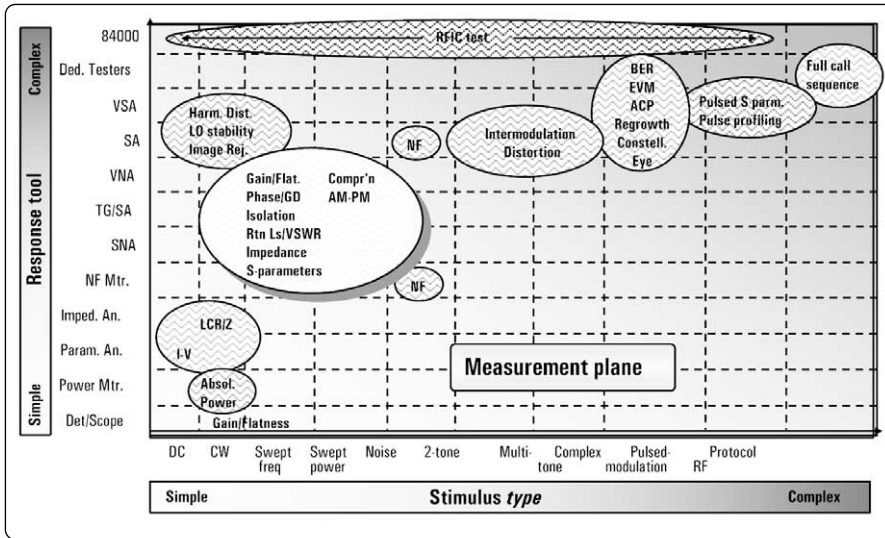 Response tool
Complex
Simple
84000
Ded. Testers
VSA
SA
VNA
TG/SA
SNA
NF Mtr.
Imped. An.
Param. An.
Power Mtr.
Det/Scope
RFIC test
Full call
sequence
BER
EVM
ACP
Regrowth
Constell.
Eye
Pulsed S parm.
Pulse profiling
Harm. Dist.
LO stability
Image Rej.
NF
Intermodulation
Distortion
Gain/Flat. Compr'n
Phase/GD AM-PM
Isolation
Rtn Ls/VSWR
Impedance
S-parameters
NF
LCR/Z
I-V
Measurement plane
Absol.
Power
Gain/Flatness
DC CW Swept Swept Noise 2-tone Multi- Complex Pulsed- Protocol
freq power tone modulation RF
Simple Stimulus type Complex